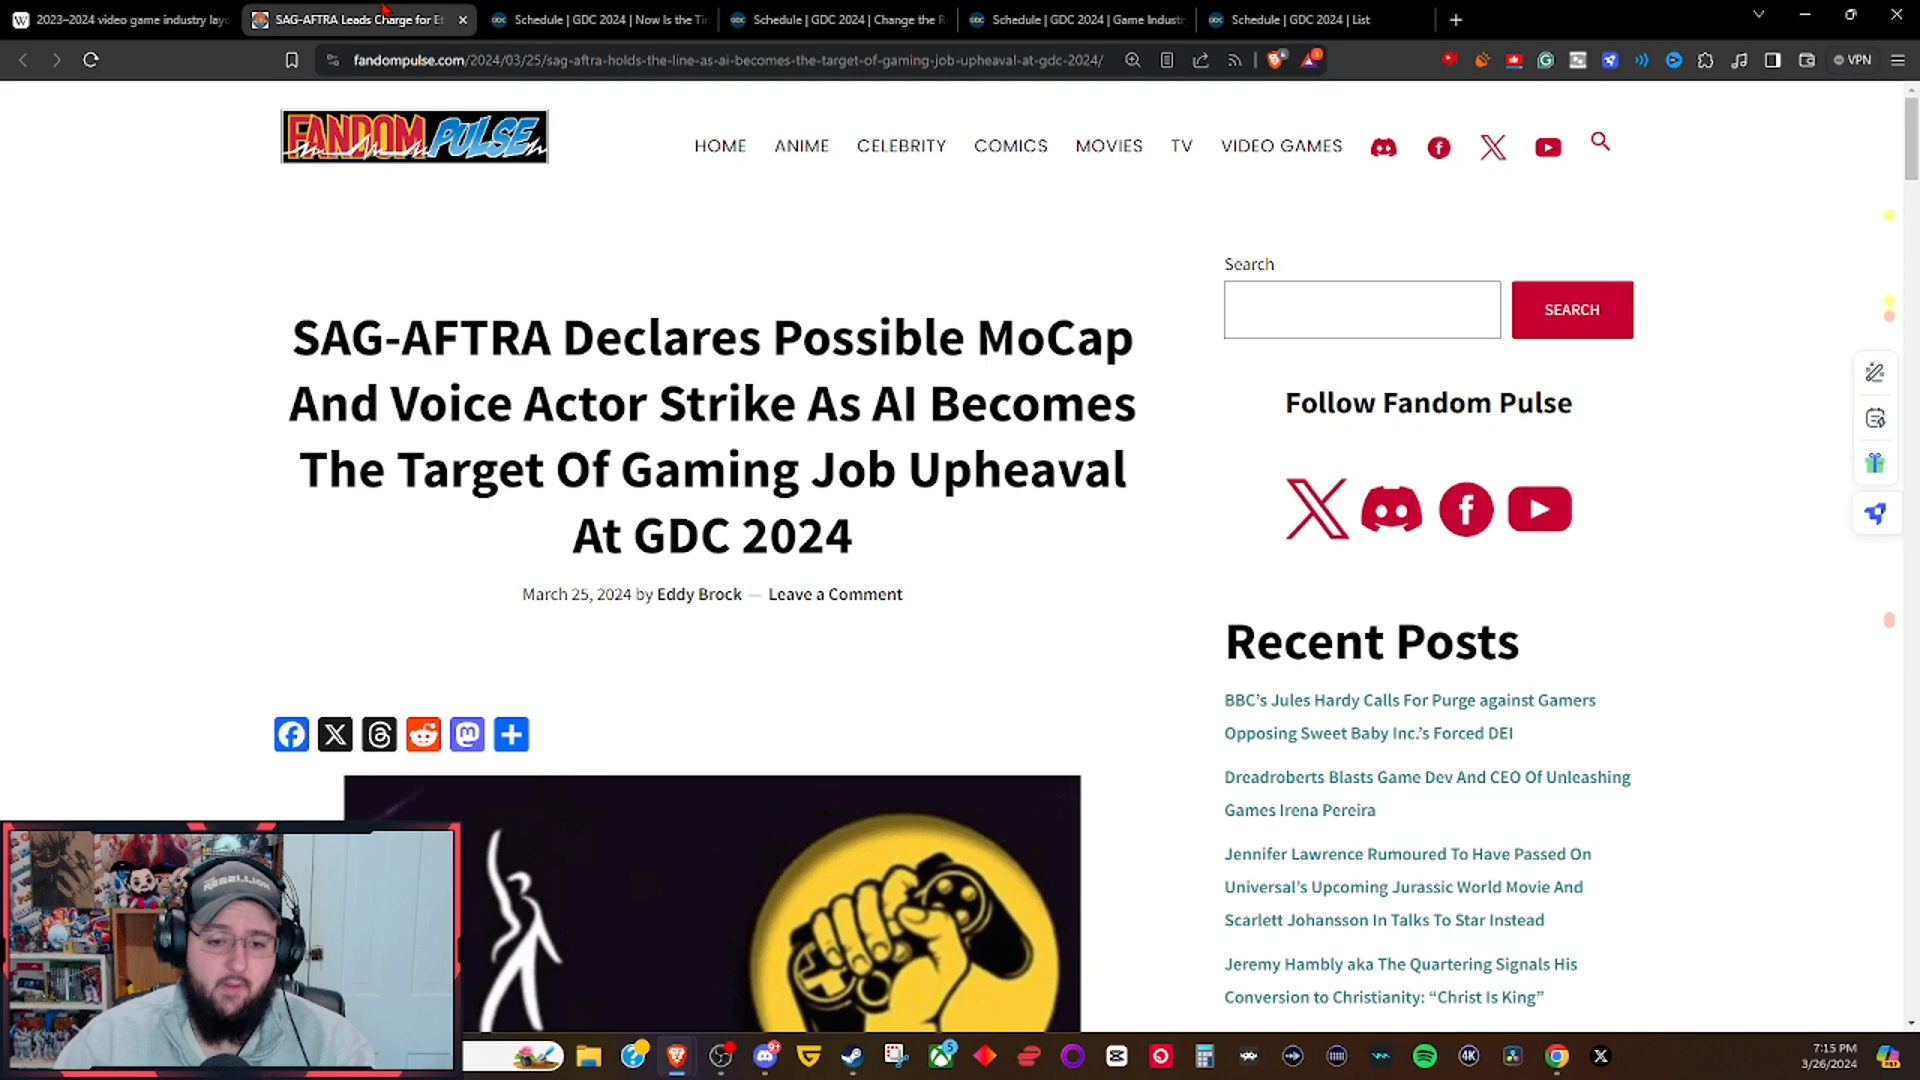 2023–2024 video game industry layo
SAG-AFTRA Leads Charge for Et
Schedule | GDC 2024 | Now Is the Tir
Schedule | GDC 2024 | Change the R
Schedule | GDC 2024 | Game Industr
Schedule | GDC 2024 | List
fandompulse.com/2024/03/25/sag-aftra-holds-the-line-as-ai-becomes-the-target-of-gaming-job-upheaval-at-gdc-2024/
VPN
FANDOM PULSE
HOME
ANIME
CELEBRITY
COMICS
MOVIES
TV
VIDEO GAMES
SAG-AFTRA Declares Possible MoCap
And Voice Actor Strike As AI Becomes
The Target Of Gaming Job Upheaval
At GDC 2024
March 25, 2024 by Eddy Brock — Leave a Comment
Search
SEARCH
Follow Fandom Pulse
Recent Posts
BBC's Jules Hardy Calls For Purge against Gamers
Opposing Sweet Baby Inc.'s Forced DEI
Dreadroberts Blasts Game Dev And CEO Of Unleashing
Games Irena Pereira
Jennifer Lawrence Rumoured To Have Passed On
Universal's Upcoming Jurassic World Movie And
Scarlett Johansson In Talks To Star Instead
Jeremy Hambly aka The Quartering Signals His
Conversion to Christianity: “Christ Is King”
REBELLION
9+
5
4K
7:15 PM
3/26/2024